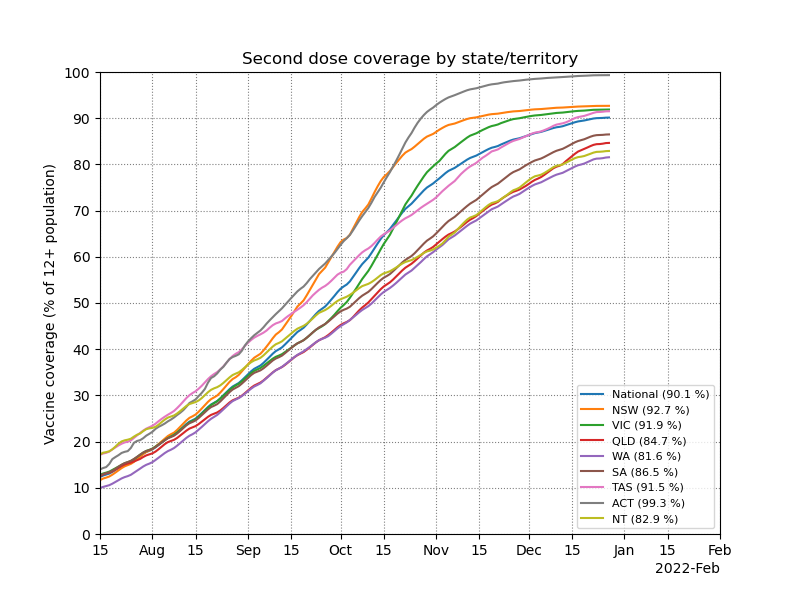 Second dose coverage by state/territory
Vaccine coverage (% of 12+ population)
100
90
80
70
60
50
40
30
20
10
0
National (90.1 %)
NSW (92.7 %)
VIC (91.9 %)
QLD (84.7 %)
WA (81.6 %)
SA (86.5 %)
TAS (91.5 %)
ACT (99.3 %)
NT (82.9 %)
15 Aug 15 Sep 15 Oct 15 Nov 15 Dec 15 Jan 15 Feb
2022-Feb